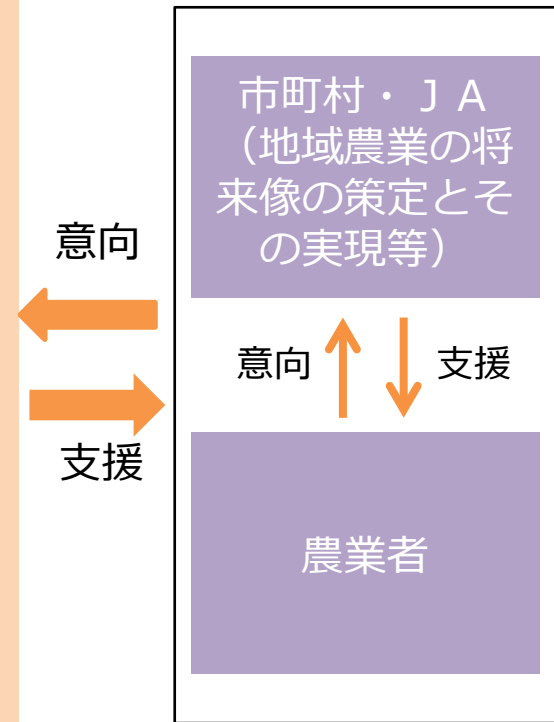 市町村・ＪＡ
（地域農業の将
来像の策定とそ
の実現等）
意向
支援
意向
支援
農業者